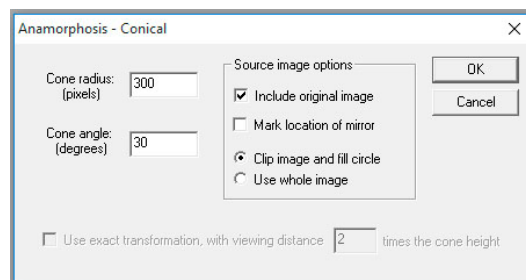 Anamorphosis - Conical
Cone radius:
(pixels)
300
Cone angle:
(degrees)
30
Source image options
Include original image
Mark location of mirror
Clip image and fill circle
Use whole image
OK
Cancel
Use exact transformation, with viewing distance 2 times the cone height